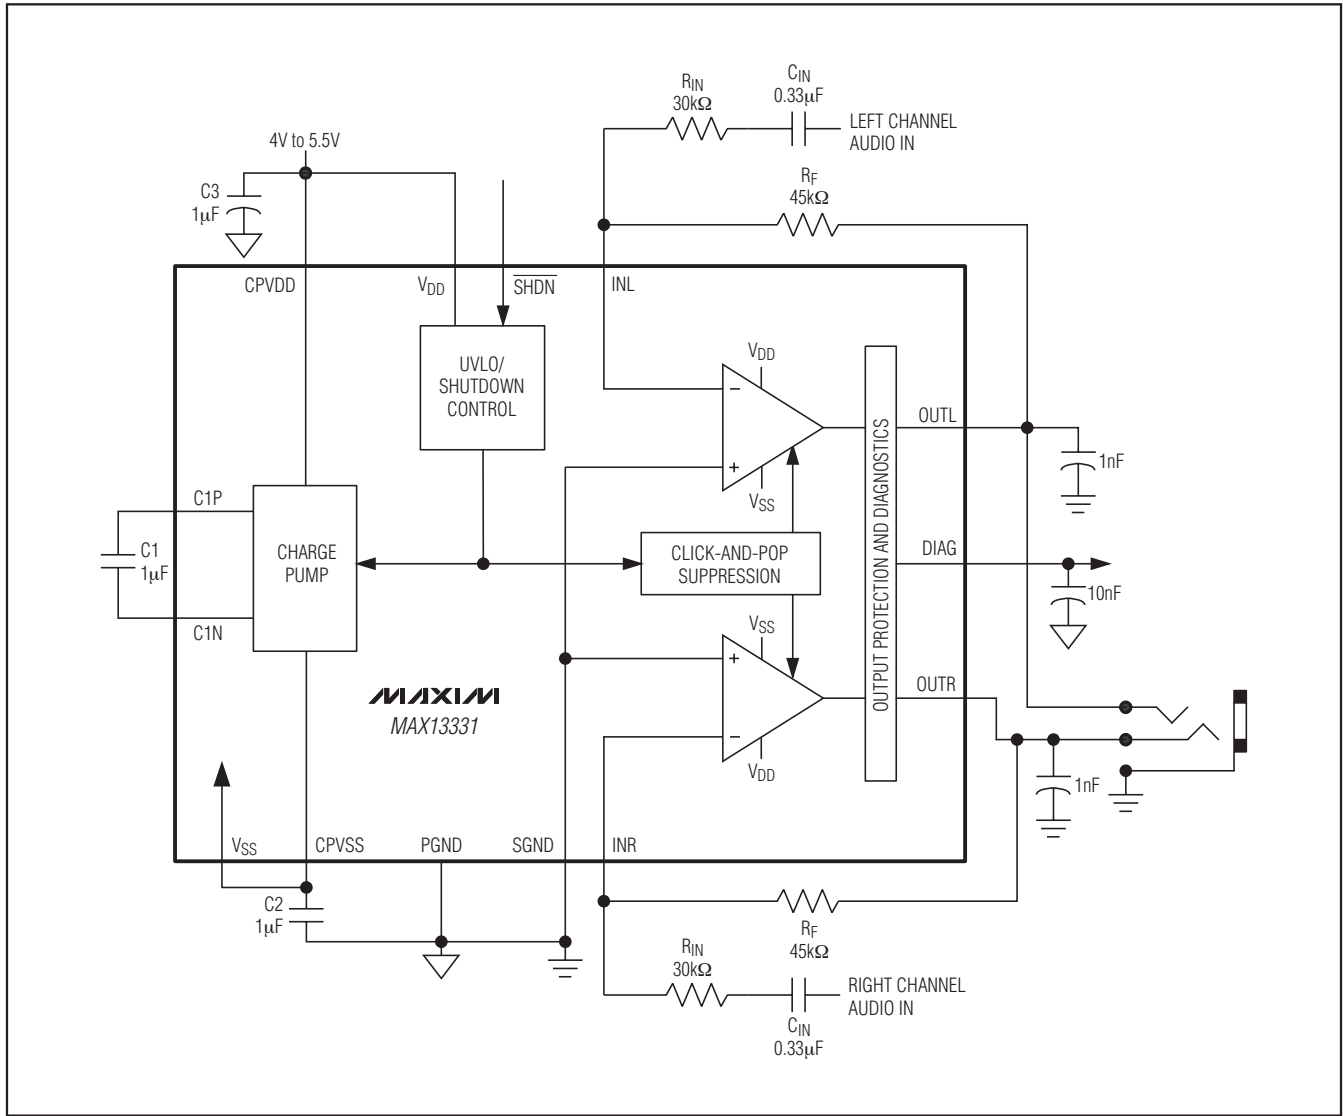 R_IN
30kΩ
C_IN
0.33µF
LEFT CHANNEL
AUDIO IN
4V to 5.5V
C3
1µF
R_F
45kΩ
CPVDD
V_DD
SHDN
INL
UVLO/
SHUTDOWN
CONTROL
V_DD
−
+
V_SS
OUTL
1nF
C1P
C1
1µF
C1N
CHARGE
PUMP
CLICK-AND-POP
SUPPRESSION
OUTPUT PROTECTION AND DIAGNOSTICS
DIAG
10nF
V_SS
+
−
V_DD
OUTR
1nF
MAXIM
MAX13331
V_SS
CPVSS
PGND
SGND
INR
C2
1µF
R_F
45kΩ
R_IN
30kΩ
RIGHT CHANNEL
AUDIO IN
C_IN
0.33µF